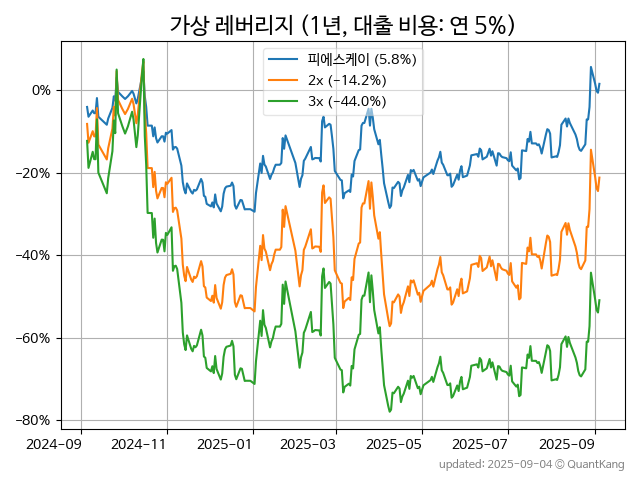 가상 레버리지 (1년, 대출 비용: 연 5%)
피에스케이 (5.8%)
2x (−14.2%)
3x (−44.0%)
0%
−20%
−40%
−60%
−80%
2024-09 2024-11 2025-01 2025-03 2025-05 2025-07 2025-09
updated: 2025-09-04 © QuantKang